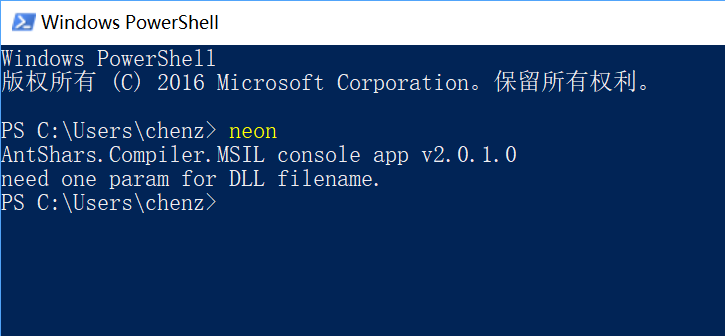 Windows PowerShell
Windows PowerShell
版权所有 (C) 2016 Microsoft Corporation。保留所有权利。
PS C:\Users\chenz> neon
AntShars.Compiler.MSIL console app v2.0.1.0
need one param for DLL filename.
PS C:\Users\chenz>